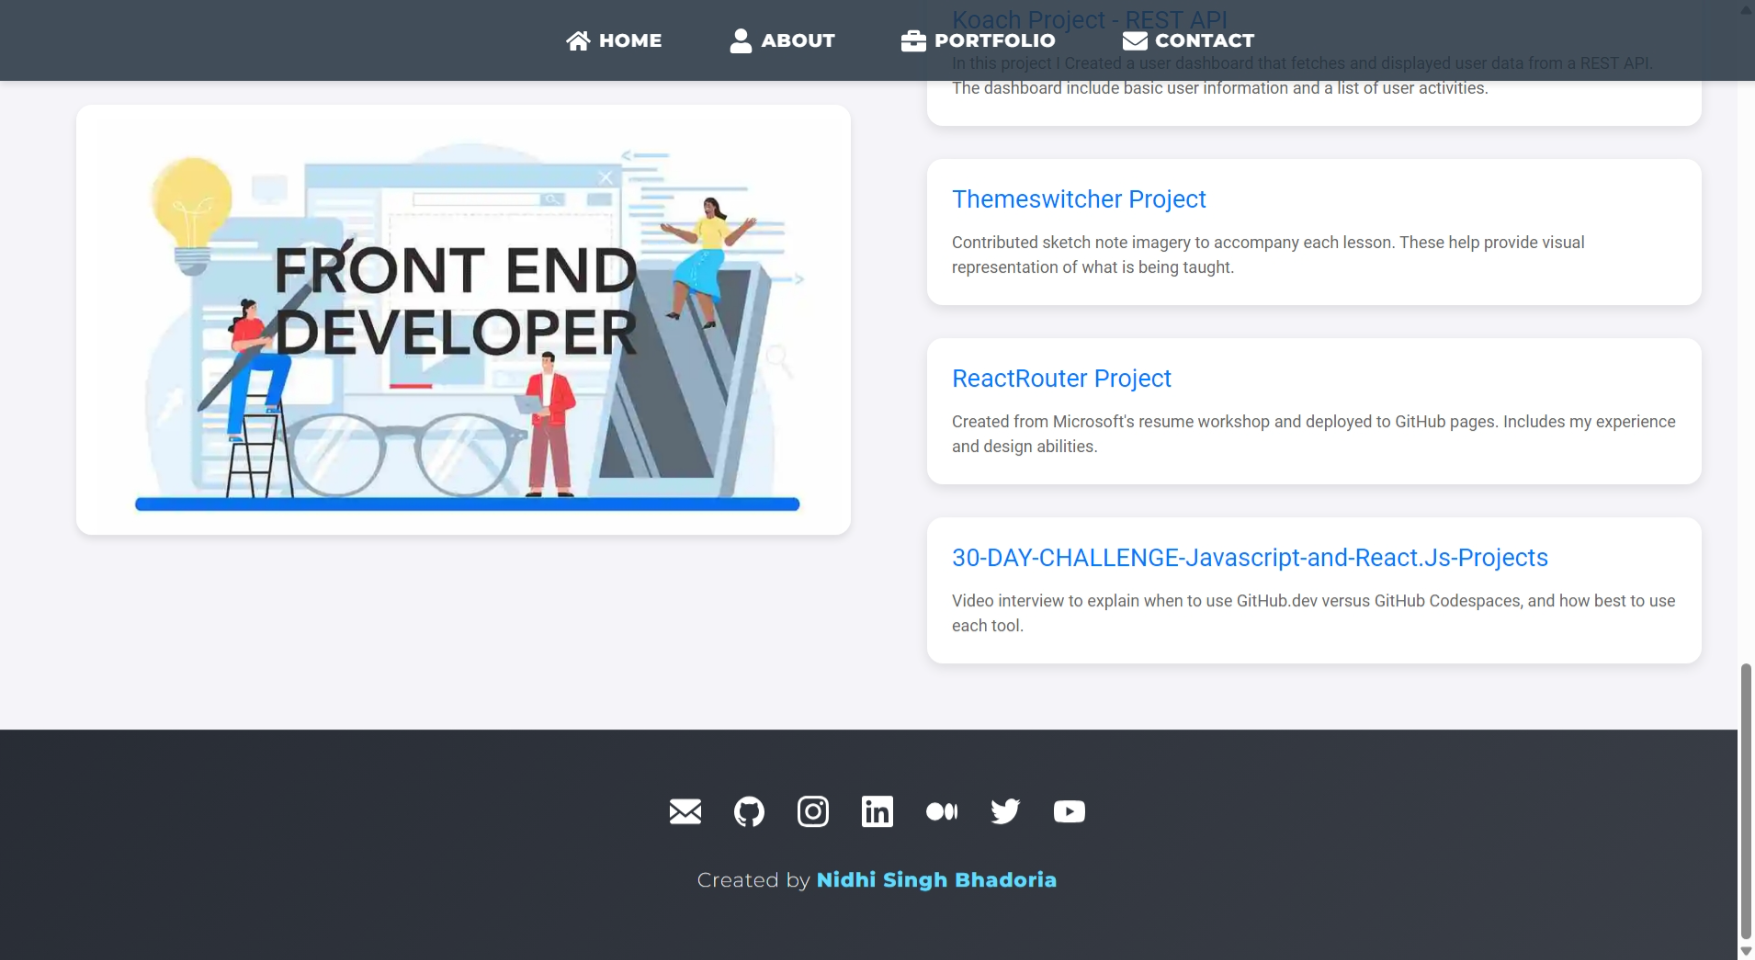 HOME
ABOUT
PORTFOLIO
CONTACT
FRONT END
DEVELOPER
Koach Project - REST API
In this project I Created a user dashboard that fetches and displayed user data from a REST API.
The dashboard include basic user information and a list of user activities.
Themeswitcher Project
Contributed sketch note imagery to accompany each lesson. These help provide visual
representation of what is being taught.
ReactRouter Project
Created from Microsoft's resume workshop and deployed to GitHub pages. Includes my experience
and design abilities.
30-DAY-CHALLENGE-Javascript-and-React.Js-Projects
Video interview to explain when to use GitHub.dev versus GitHub Codespaces, and how best to use
each tool.
Created by Nidhi Singh Bhadoria